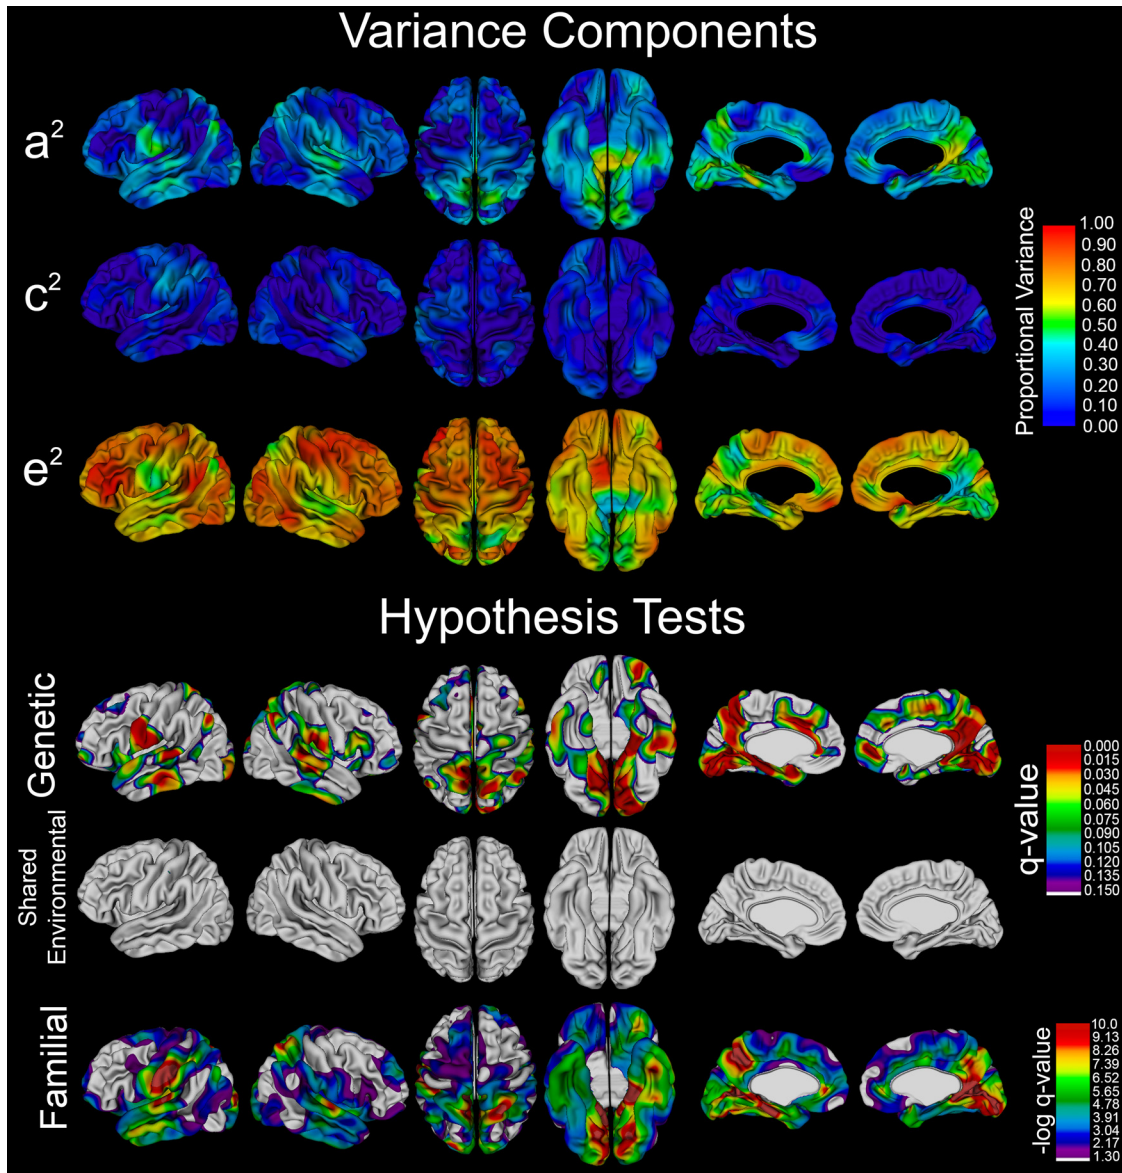 Variance Components
a²
c²
e²
Proportional Variance
1.00
0.90
0.80
0.70
0.60
0.50
0.40
0.30
0.20
0.10
0.00
Hypothesis Tests
Genetic
Shared
Environmental
Familial
q-value
0.000
0.015
0.030
0.045
0.060
0.075
0.090
0.105
0.120
0.135
0.150
-log q-value
10.0
9.13
8.26
7.39
6.52
5.65
4.78
3.91
3.04
2.17
1.30